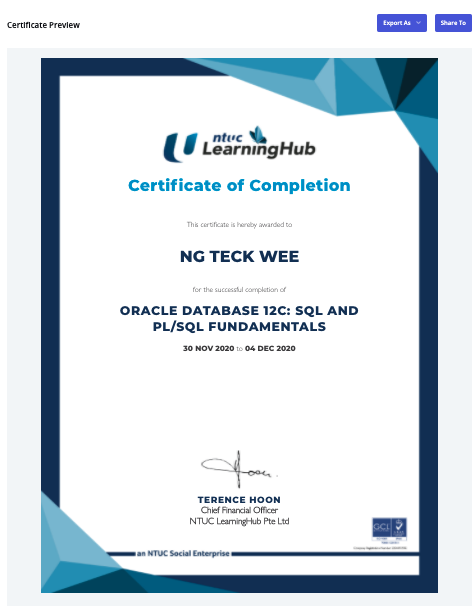 Certificate Preview
Export As
Share To
ntuc
LearningHub
Certificate of Completion
This certificate is hereby awarded to
NG TECK WEE
for the successful completion of
ORACLE DATABASE 12C: SQL AND
PL/SQL FUNDAMENTALS
30 NOV 2020 to 04 DEC 2020
TERENCE HOON
Chief Financial Officer
NTUC LearningHub Pte Ltd
GCL
an NTUC Social Enterprise